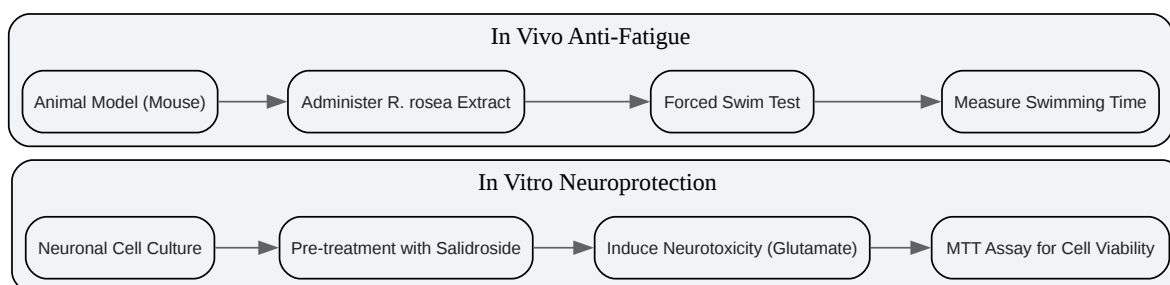 In Vivo Anti-Fatigue
Animal Model (Mouse)
Administer R. rosea Extract
Forced Swim Test
Measure Swimming Time
In Vitro Neuroprotection
Neuronal Cell Culture
Pre-treatment with Salidroside
Induce Neurotoxicity (Glutamate)
MTT Assay for Cell Viability